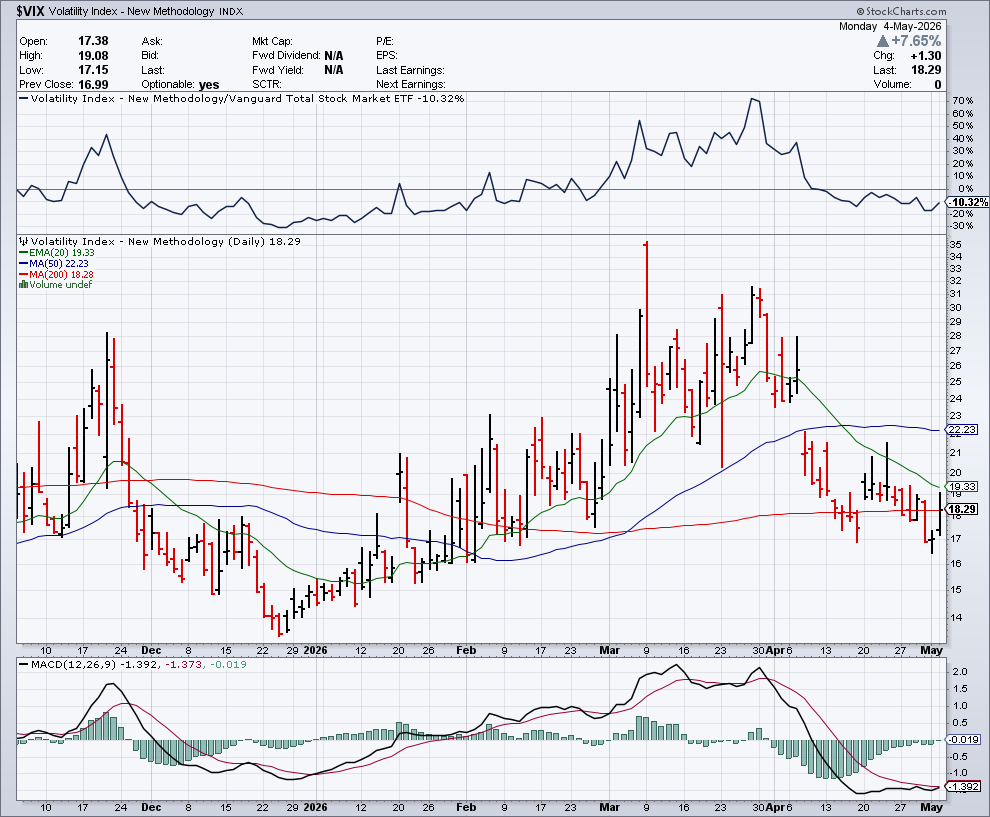 $VIX Volatility Index - New Methodology INDX
© StockCharts.com
Monday 4-May-2026
Open: 17.38 Ask: Mkt Cap: P/E: ▲ +7.65%
High: 19.08 Bid: Fwd Dividend: N/A EPS: Chg: +1.30
Low: 17.15 Last: Fwd Yield: N/A Last Earnings: Last: 18.29
Prev Close: 16.99 Optionable: yes SCTR: Next Earnings: Volume: 0
Volatility Index - New Methodology/Vanguard Total Stock Market ETF -10.32%
70%
60%
50%
40%
30%
20%
10%
0%
-10.32%
-20%
-30%
Volatility Index - New Methodology (Daily) 18.29
EMA(20) 19.33
MA(50) 22.23
MA(200) 18.28
Volume undef
35
34
33
32
31
30
29
28
27
26
25
24
23
22.23
21
20
19.33
19
18.29
17
16
15
14
10 17 24 Dec 8 15 22 29 2026 12 20 26 Feb 9 17 23 Mar 9 16 23 30 Apr 6 13 20 27 May
MACD(12,26,9) -1.392, -1.373, -0.019
2.0
1.5
1.0
0.5
-0.019
-0.5
-1.0
-1.392
10 17 24 Dec 8 15 22 29 2026 12 20 26 Feb 9 17 23 Mar 9 16 23 30 Apr 6 13 20 27 May